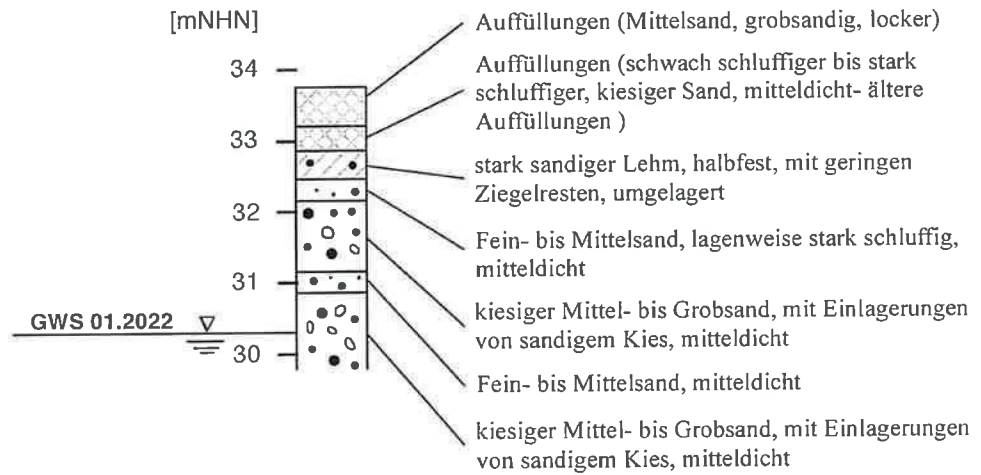 [mNHN]
34
33
32
31
30
GWS 01.2022
Auffüllungen (Mittelsand, grobsandig, locker)
Auffüllungen (schwach schluffiger bis stark
schluffiger, kiesiger Sand, mitteldicht- ältere
Auffüllungen )
stark sandiger Lehm, halbfest, mit geringen
Ziegelresten, umgelagert
Fein- bis Mittelsand, lagenweise stark schluffig,
mitteldicht
kiesiger Mittel- bis Grobsand, mit Einlagerungen
von sandigem Kies, mitteldicht
Fein- bis Mittelsand, mitteldicht
kiesiger Mittel- bis Grobsand, mit Einlagerungen
von sandigem Kies, mitteldicht